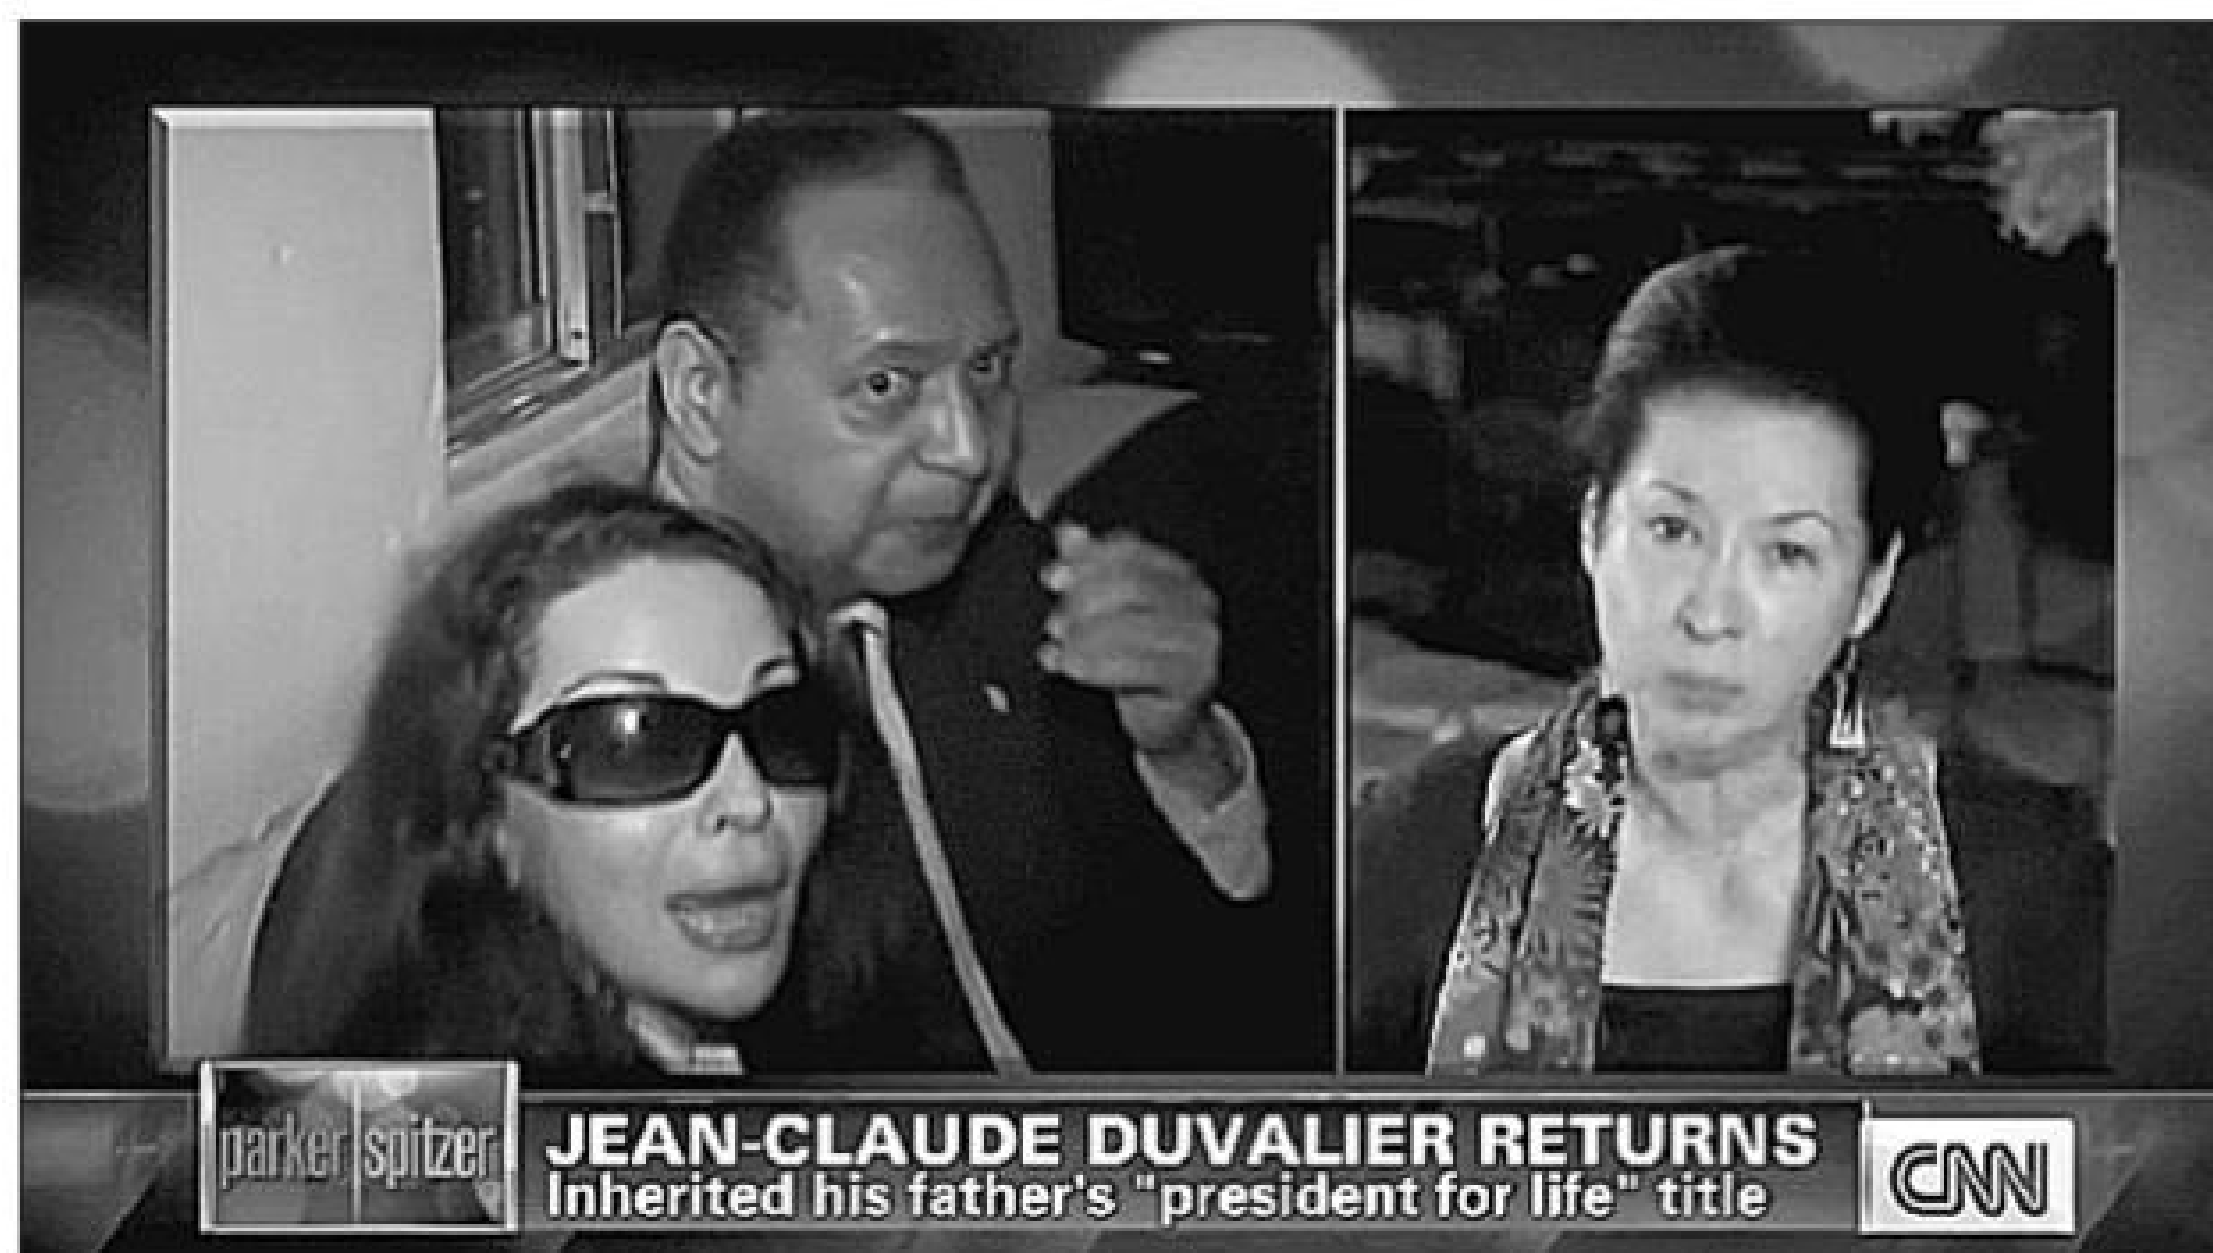 parker spitzer
JEAN-CLAUDE DUVALIER RETURNS
Inherited his father's "president for life" title
CNN